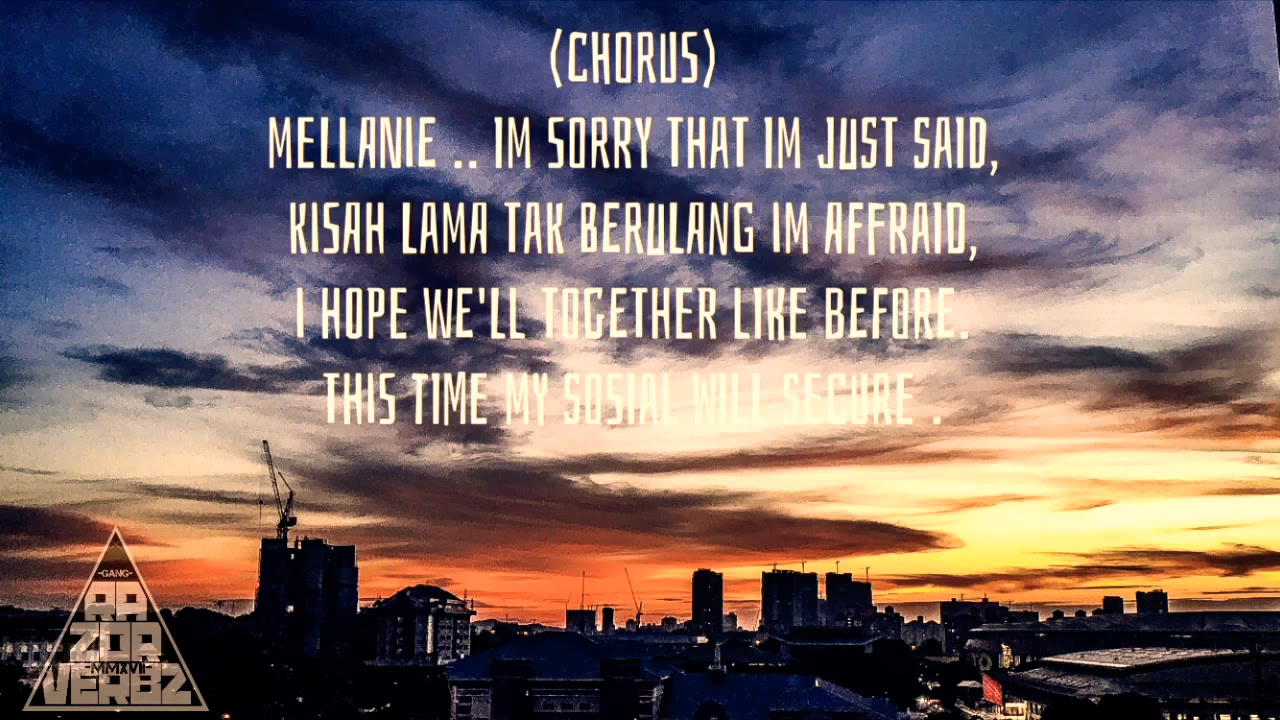 (CHORUS)
MELLANIE .. IM SORRY THAT IM JUST SAID,
KISAH LAMA TAK BERULANG IM AFFRAID,
I HOPE WE'LL TOGETHER LIKE BEFORE.
THIS TIME MY SOSIAL WILL SECURE .
-GANG-
RA
ZOR
-MMXVII-
VERBZ